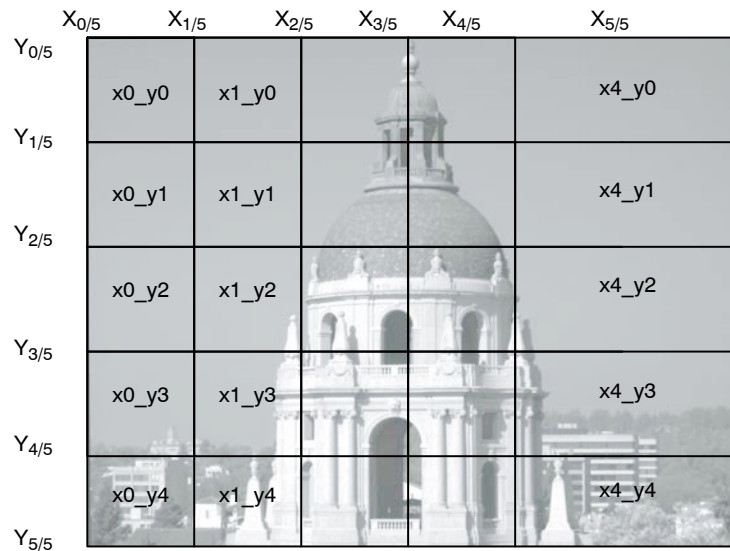 X0/5 X1/5 X2/5 X3/5 X4/5 X5/5
Y0/5
x0_y0 x1_y0 x4_y0
Y1/5
x0_y1 x1_y1 x4_y1
Y2/5
x0_y2 x1_y2 x4_y2
Y3/5
x0_y3 x1_y3 x4_y3
Y4/5
x0_y4 x1_y4 x4_y4
Y5/5